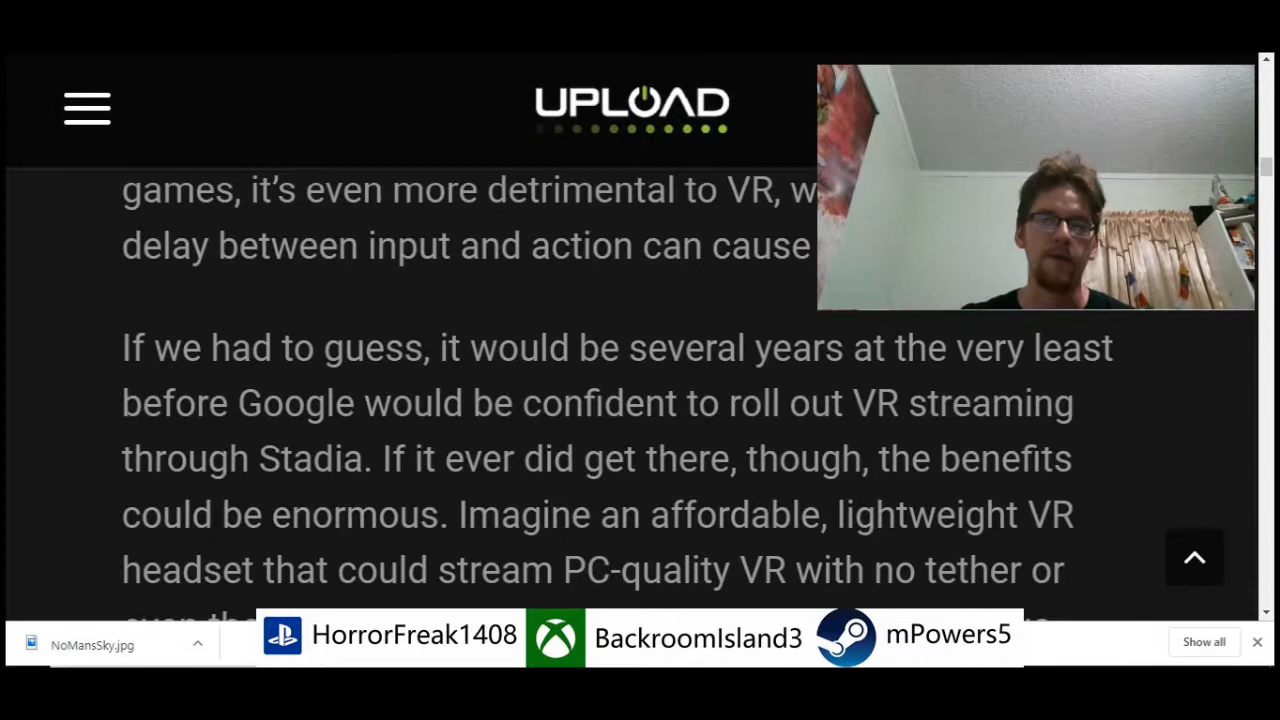 UPLOAD
games, it's even more detrimental to VR, w
delay between input and action can cause
If we had to guess, it would be several years at the very least
before Google would be confident to roll out VR streaming
through Stadia. If it ever did get there, though, the benefits
could be enormous. Imagine an affordable, lightweight VR
headset that could stream PC-quality VR with no tether or
HorrorFreak1408
BackroomIsland3
mPowers5
NoMansSky.jpg
Show all